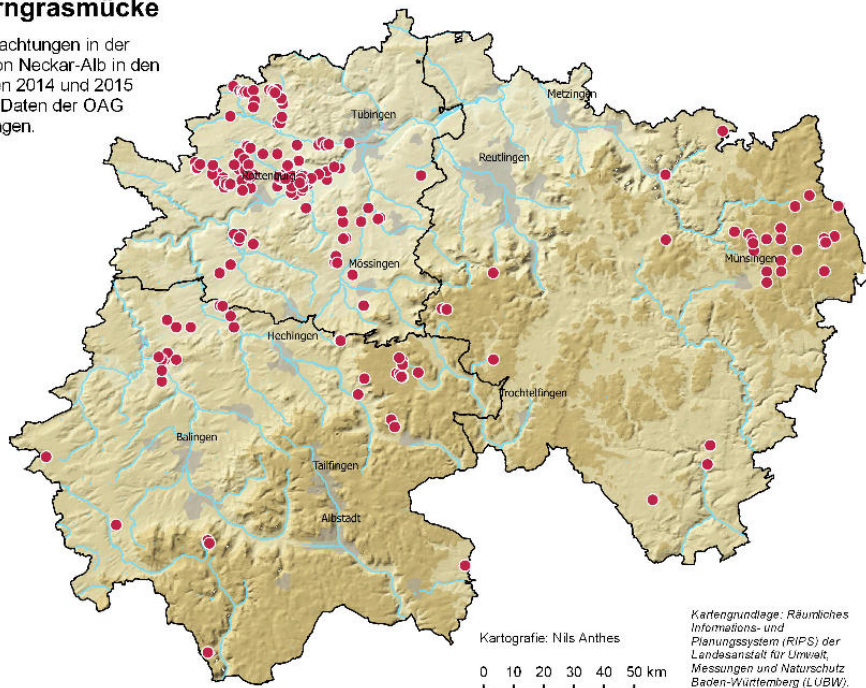 rngrasmücke
achtungen in der
on Neckar-Alb in den
en 2014 und 2015
Daten der OAG
ngen.
Metzingen
Tübingen
Reutlingen
Rottenburg
Münsingen
Mössingen
Hechingen
Trochtelfingen
Balingen
Tailfingen
Albstadt
Kartografie: Nils Anthes
0 10 20 30 40 50 km
Kartengrundlage: Räumliches
Informations- und
Planungssystem (RIPS) der
Landesanstalt für Umwelt,
Messungen und Naturschutz
Baden-Württemberg (LUBW).